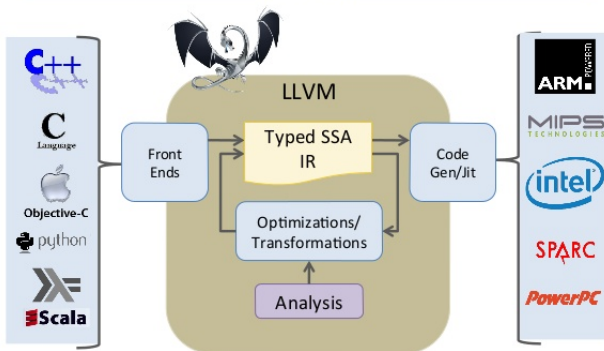 C++
C
Language
Objective-C
python
Scala
LLVM
Front
Ends
Typed SSA
IR
Optimizations/
Transformations
Analysis
Code
Gen/Jit
ARM
POWERED
MIPS
TECHNOLOGIES
intel
SPARC
PowerPC